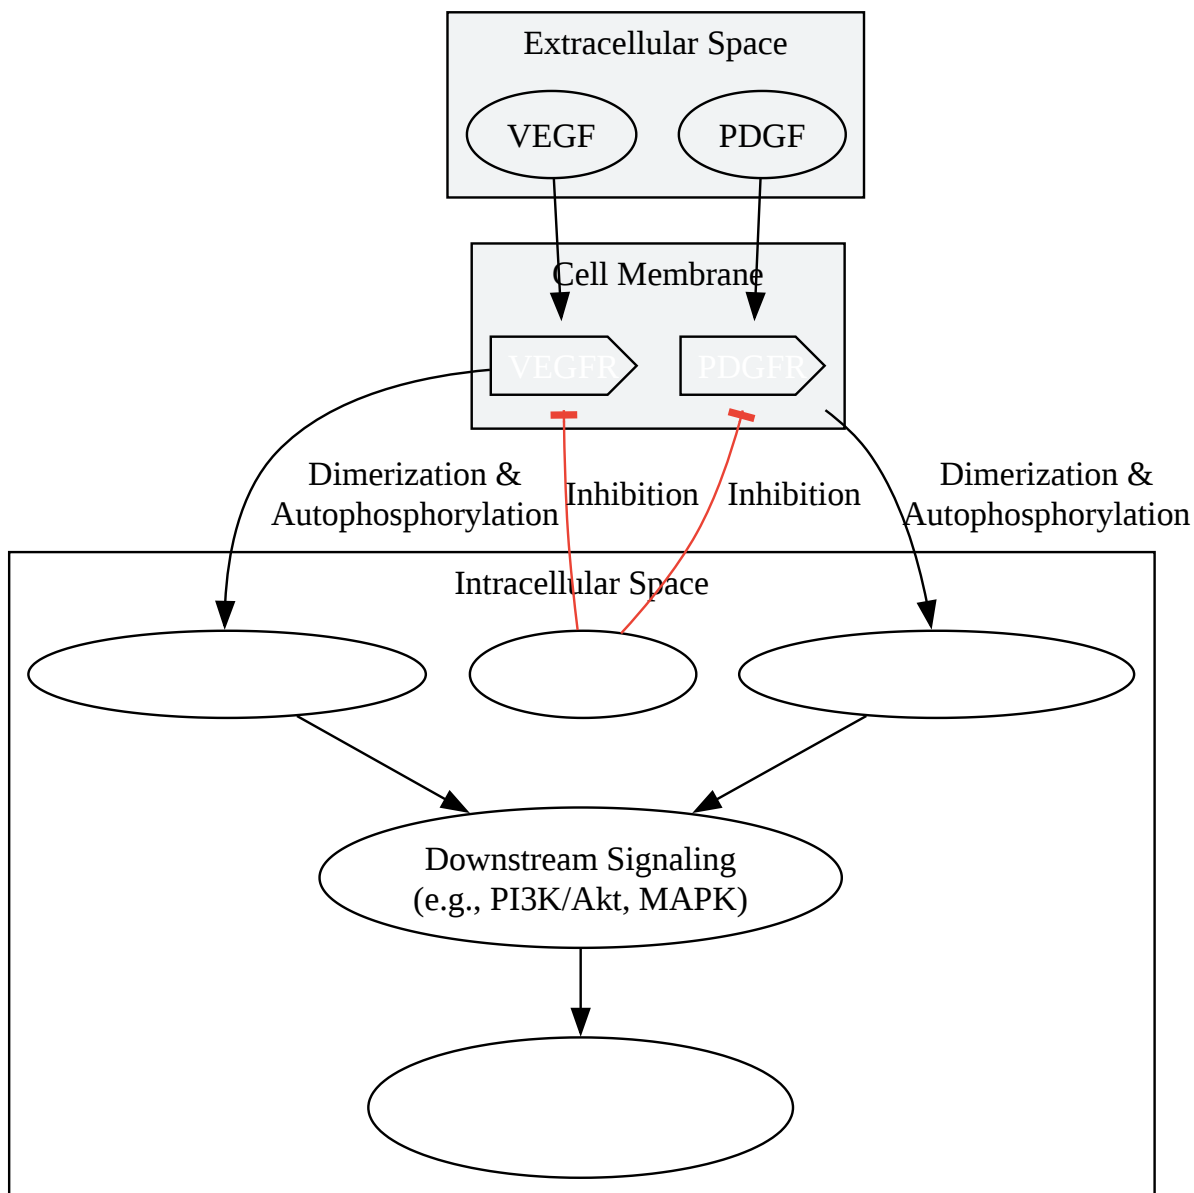 Extracellular Space
VEGF
PDGF
Cell Membrane
VEGFR
PDGFR
Dimerization &
Autophosphorylation
Inhibition
Inhibition
Dimerization &
Autophosphorylation
Intracellular Space
Downstream Signaling
(e.g., PI3K/Akt, MAPK)